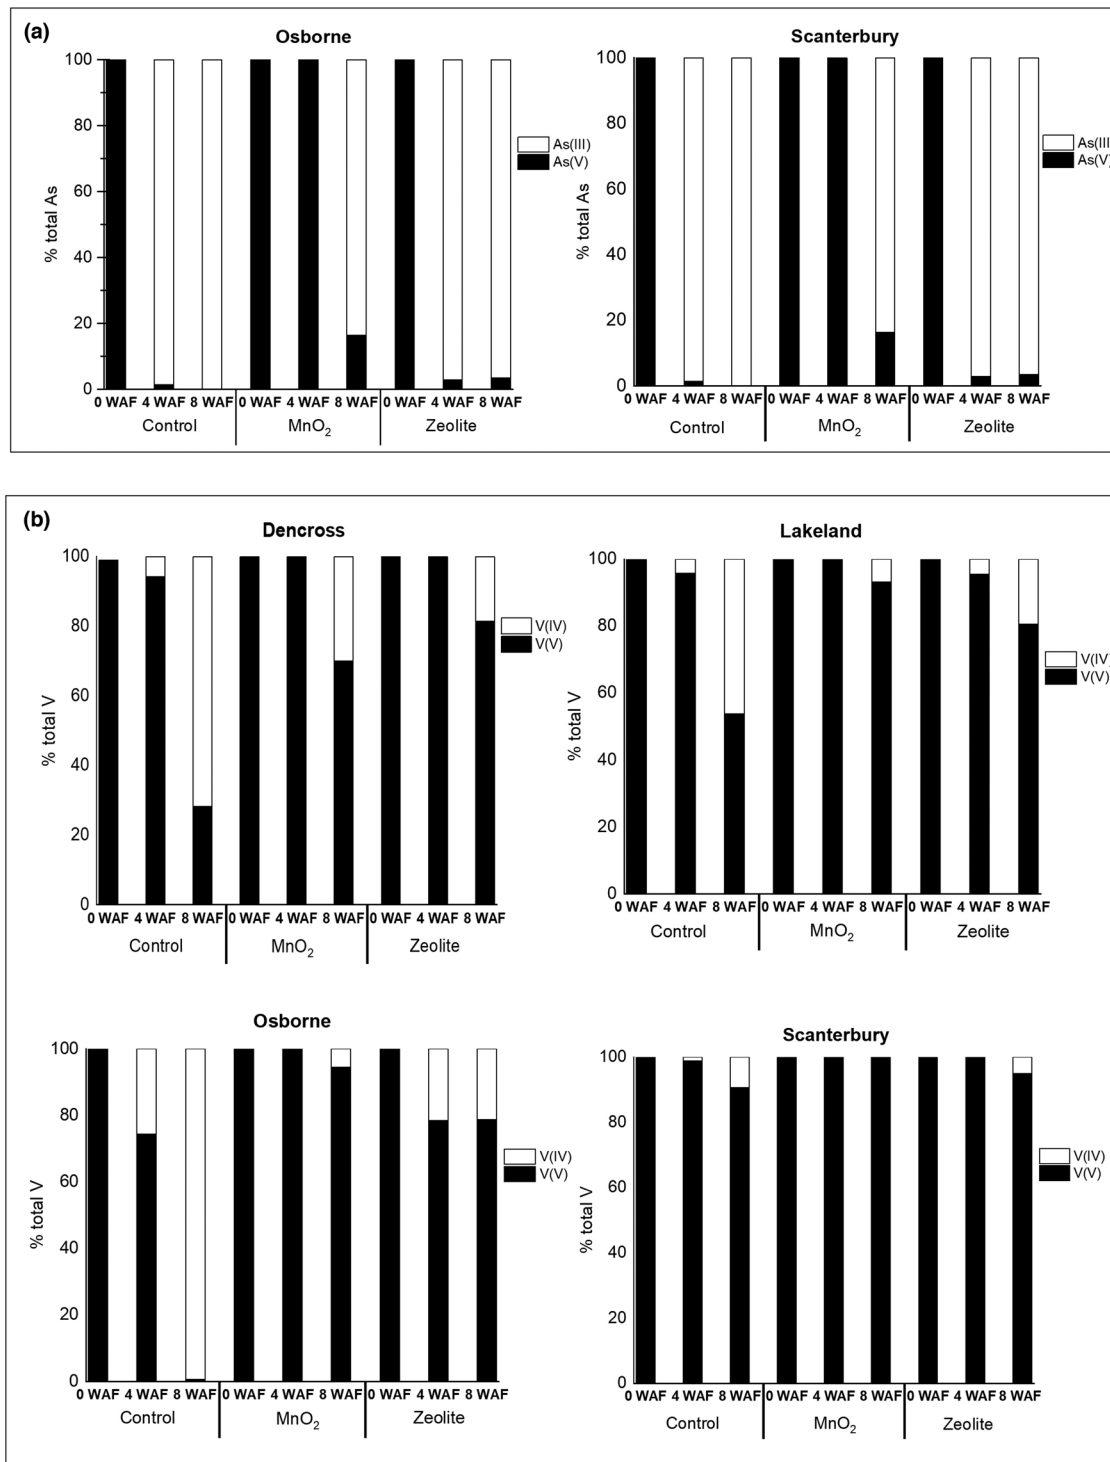 (a)
Osborne
Scanterbury
100
80
60
40
20
0
% total As
As(III)
As(V)
0 WAF 4 WAF 8 WAF 0 WAF 4 WAF 8 WAF 0 WAF 4 WAF 8 WAF
Control MnO₂ Zeolite
100
80
60
40
20
0
% total As
As(III
As(V)
0 WAF 4 WAF 8 WAF 0 WAF 4 WAF 8 WAF 0 WAF 4 WAF 8 WAF
Control MnO₂ Zeolite
(b)
Dencross
100
80
60
40
20
0
% total V
V(IV)
V(V)
0 WAF 4 WAF 8 WAF 0 WAF 4 WAF 8 WAF 0 WAF 4 WAF 8 WAF
Control MnO₂ Zeolite
Lakeland
100
80
60
40
20
0
% total V
V(IV)
V(V)
0 WAF 4 WAF 8 WAF 0 WAF 4 WAF 8 WAF 0 WAF 4 WAF 8 WAF
Control MnO₂ Zeolite
Osborne
100
80
60
40
20
0
% total V
V(IV)
V(V)
0 WAF 4 WAF 8 WAF 0 WAF 4 WAF 8 WAF 0 WAF 4 WAF 8 WAF
Control MnO₂ Zeolite
Scanterbury
100
80
60
40
20
0
% total V
V(IV)
V(V)
0 WAF 4 WAF 8 WAF 0 WAF 4 WAF 8 WAF 0 WAF 4 WAF 8 WAF
Control MnO₂ Zeolite